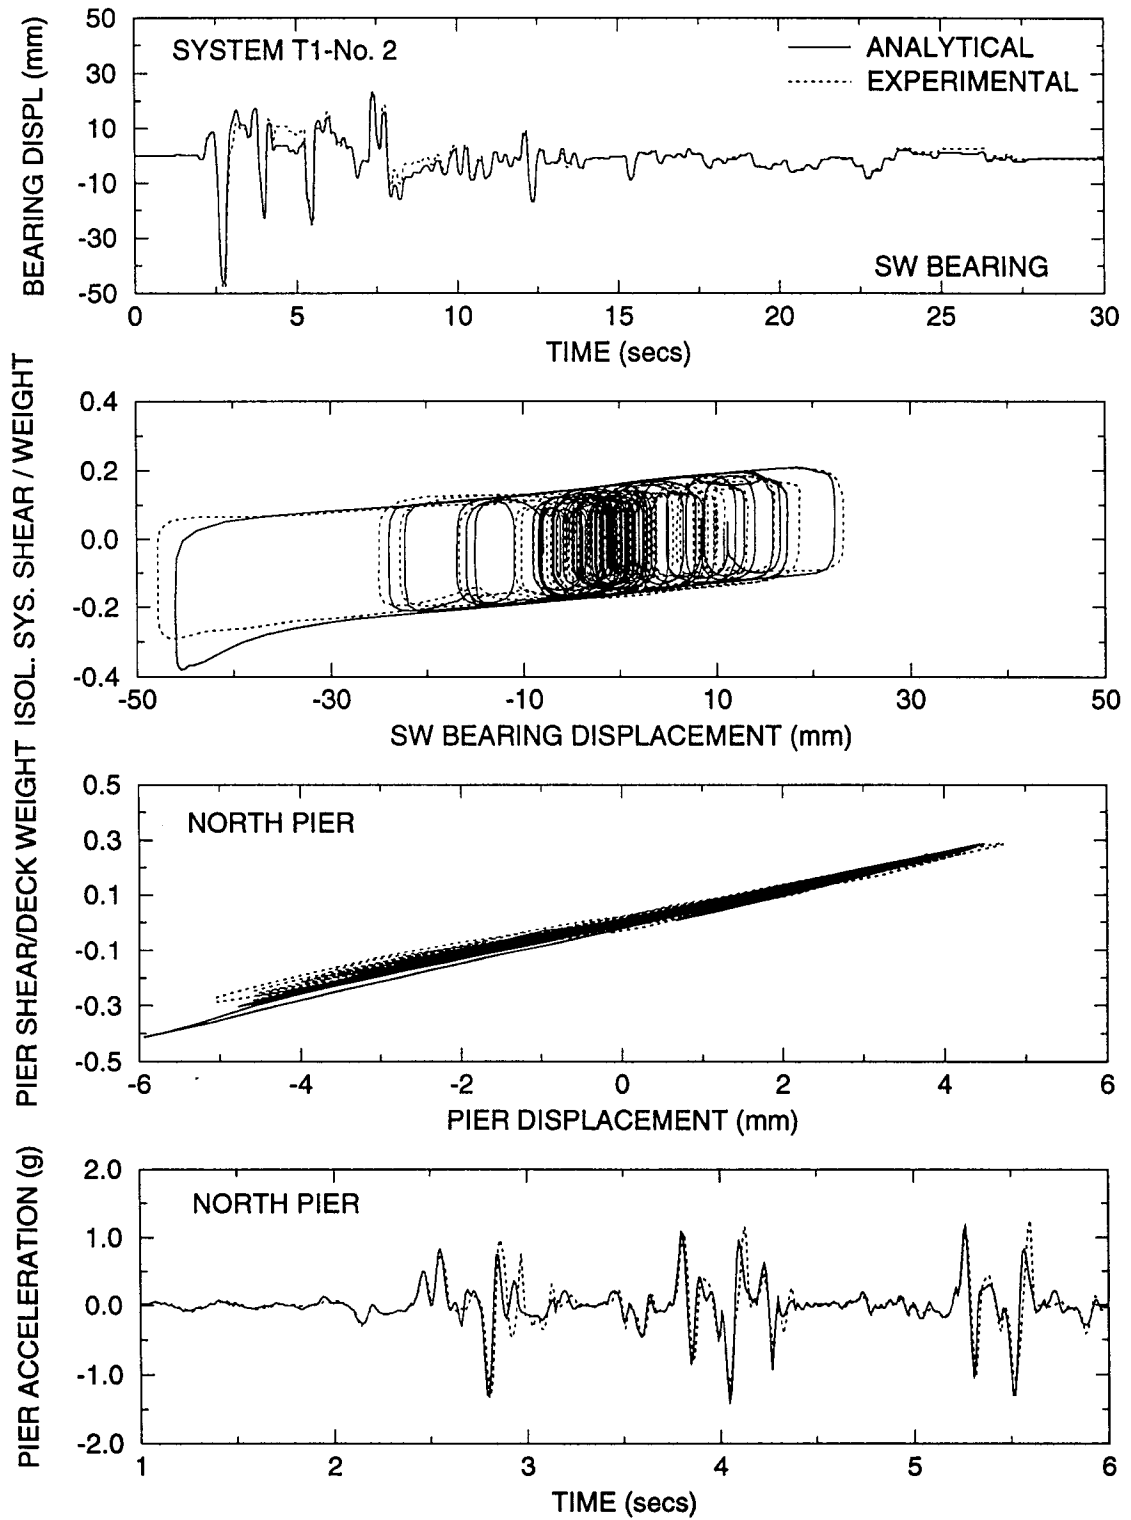 50
30
10
-10
-30
-50
BEARING DISPL (mm)
SYSTEM T1-No. 2
ANALYTICAL
EXPERIMENTAL
SW BEARING
0 5 10 15 20 25 30
TIME (secs)
0.4
0.2
0.0
-0.2
-0.4
ISOL. SYS. SHEAR / WEIGHT
-50 -30 -10 10 30 50
SW BEARING DISPLACEMENT (mm)
0.5
0.3
0.1
-0.1
-0.3
-0.5
PIER SHEAR/DECK WEIGHT
NORTH PIER
-6 -4 -2 0 2 4 6
PIER DISPLACEMENT (mm)
2.0
1.0
0.0
-1.0
-2.0
PIER ACCELERATION (g)
NORTH PIER
1 2 3 4 5 6
TIME (secs)